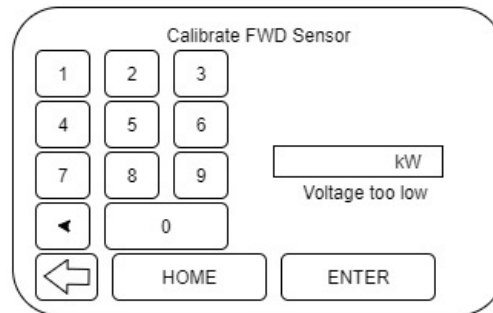 Calibrate FWD Sensor
1 2 3
4 5 6
7 8 9
0
kW
Voltage too low
HOME ENTER